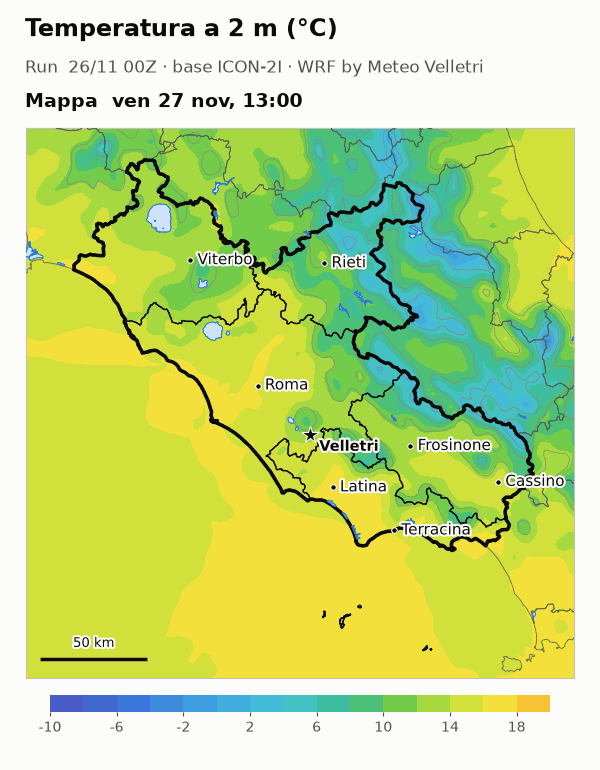 Temperatura a 2 m (°C)
Run  26/11 00Z · base ICON-2I · WRF by Meteo Velletri
Mappa  ven 27 nov, 13:00
Viterbo
Rieti
Roma
Velletri
Frosinone
Cassino
Latina
Terracina
50 km
-10 -6 -2 2 6 10 14 18